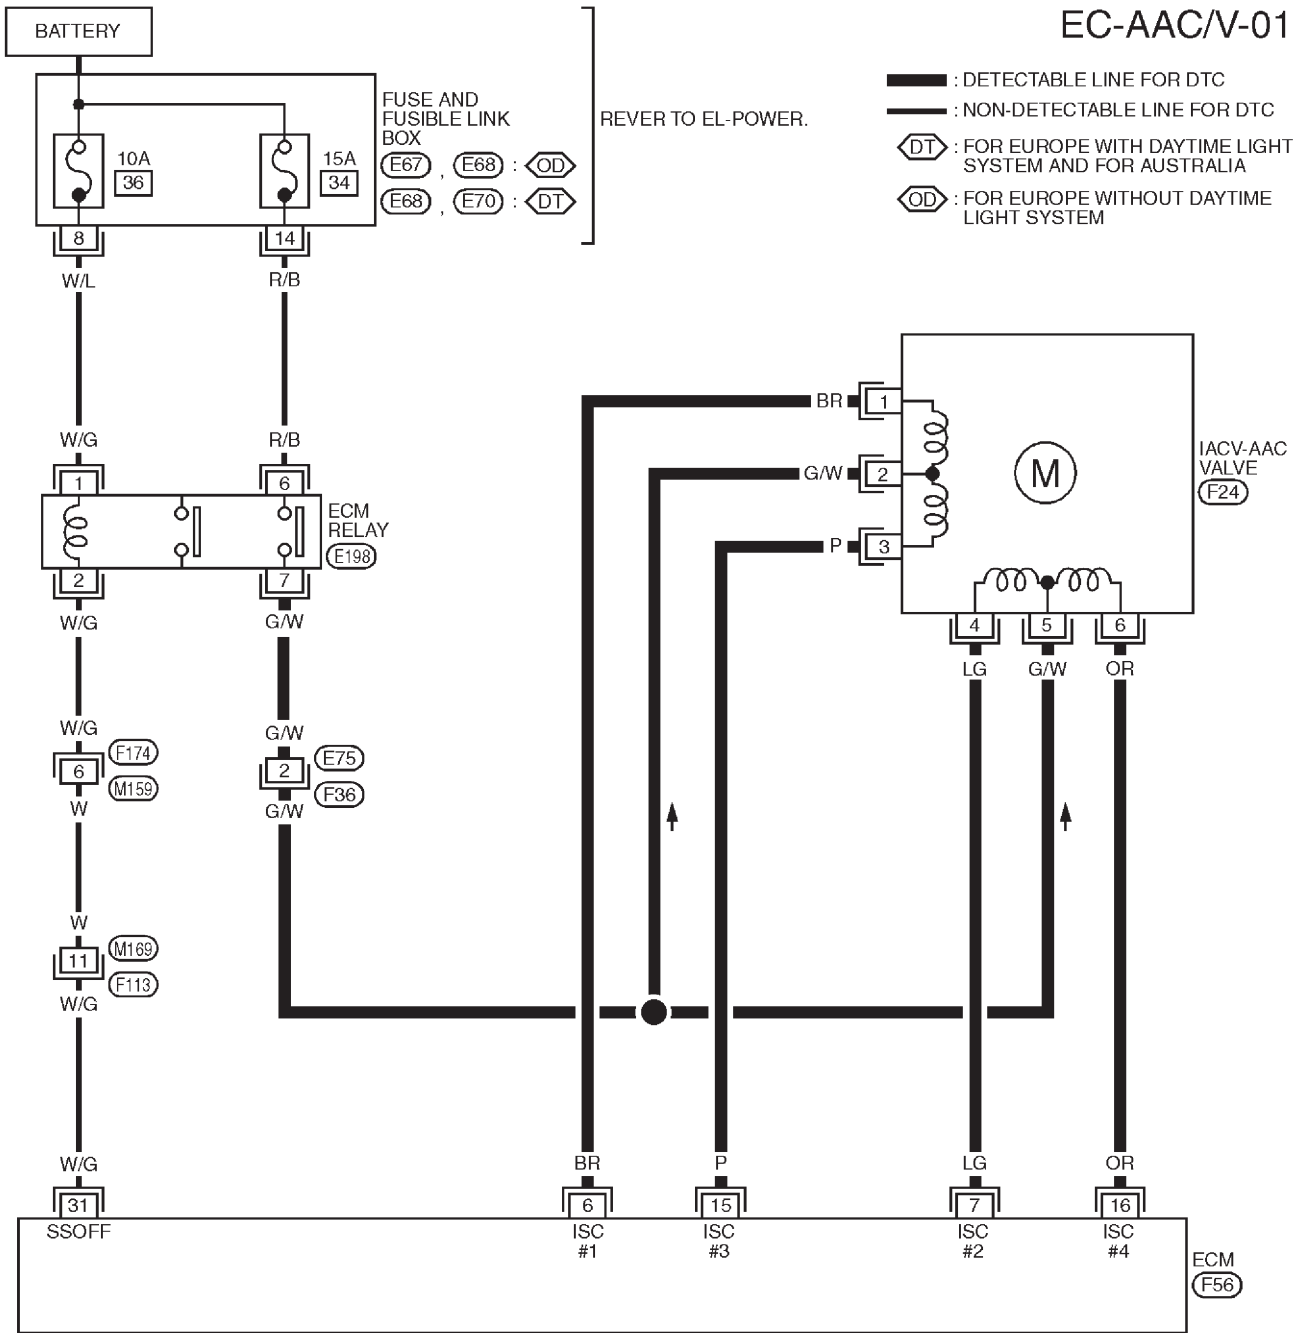 EC-AAC/V-01
BATTERY
FUSE AND
FUSIBLE LINK
BOX
E67 , E68 : OD
E68 , E70 : DT
REVER TO EL-POWER.
: DETECTABLE LINE FOR DTC
: NON-DETECTABLE LINE FOR DTC
DT : FOR EUROPE WITH DAYTIME LIGHT
SYSTEM AND FOR AUSTRALIA
OD : FOR EUROPE WITHOUT DAYTIME
LIGHT SYSTEM
10A
36
15A
34
8
14
W/L
R/B
W/G
R/B
1
6
ECM
RELAY
E198
2
7
W/G
G/W
W/G
G/W
6
F174
M159
2
E75
F36
W
G/W
W
11
M169
F113
W/G
W/G
BR
1
G/W
2
P
3
M
IACV-AAC
VALVE
F24
4
5
6
LG
G/W
OR
BR
P
LG
OR
31
6
15
7
16
SSOFF
ISC
#1
ISC
#3
ISC
#2
ISC
#4
ECM
F56